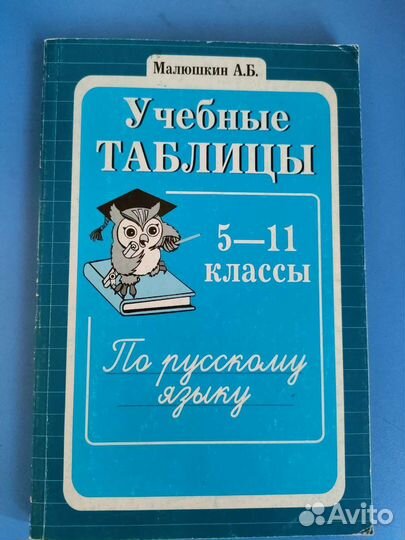 Малюшкин А.Б.
Учебные
ТАБЛИЦЫ
5—11
классы
По русскому
языку
Avito